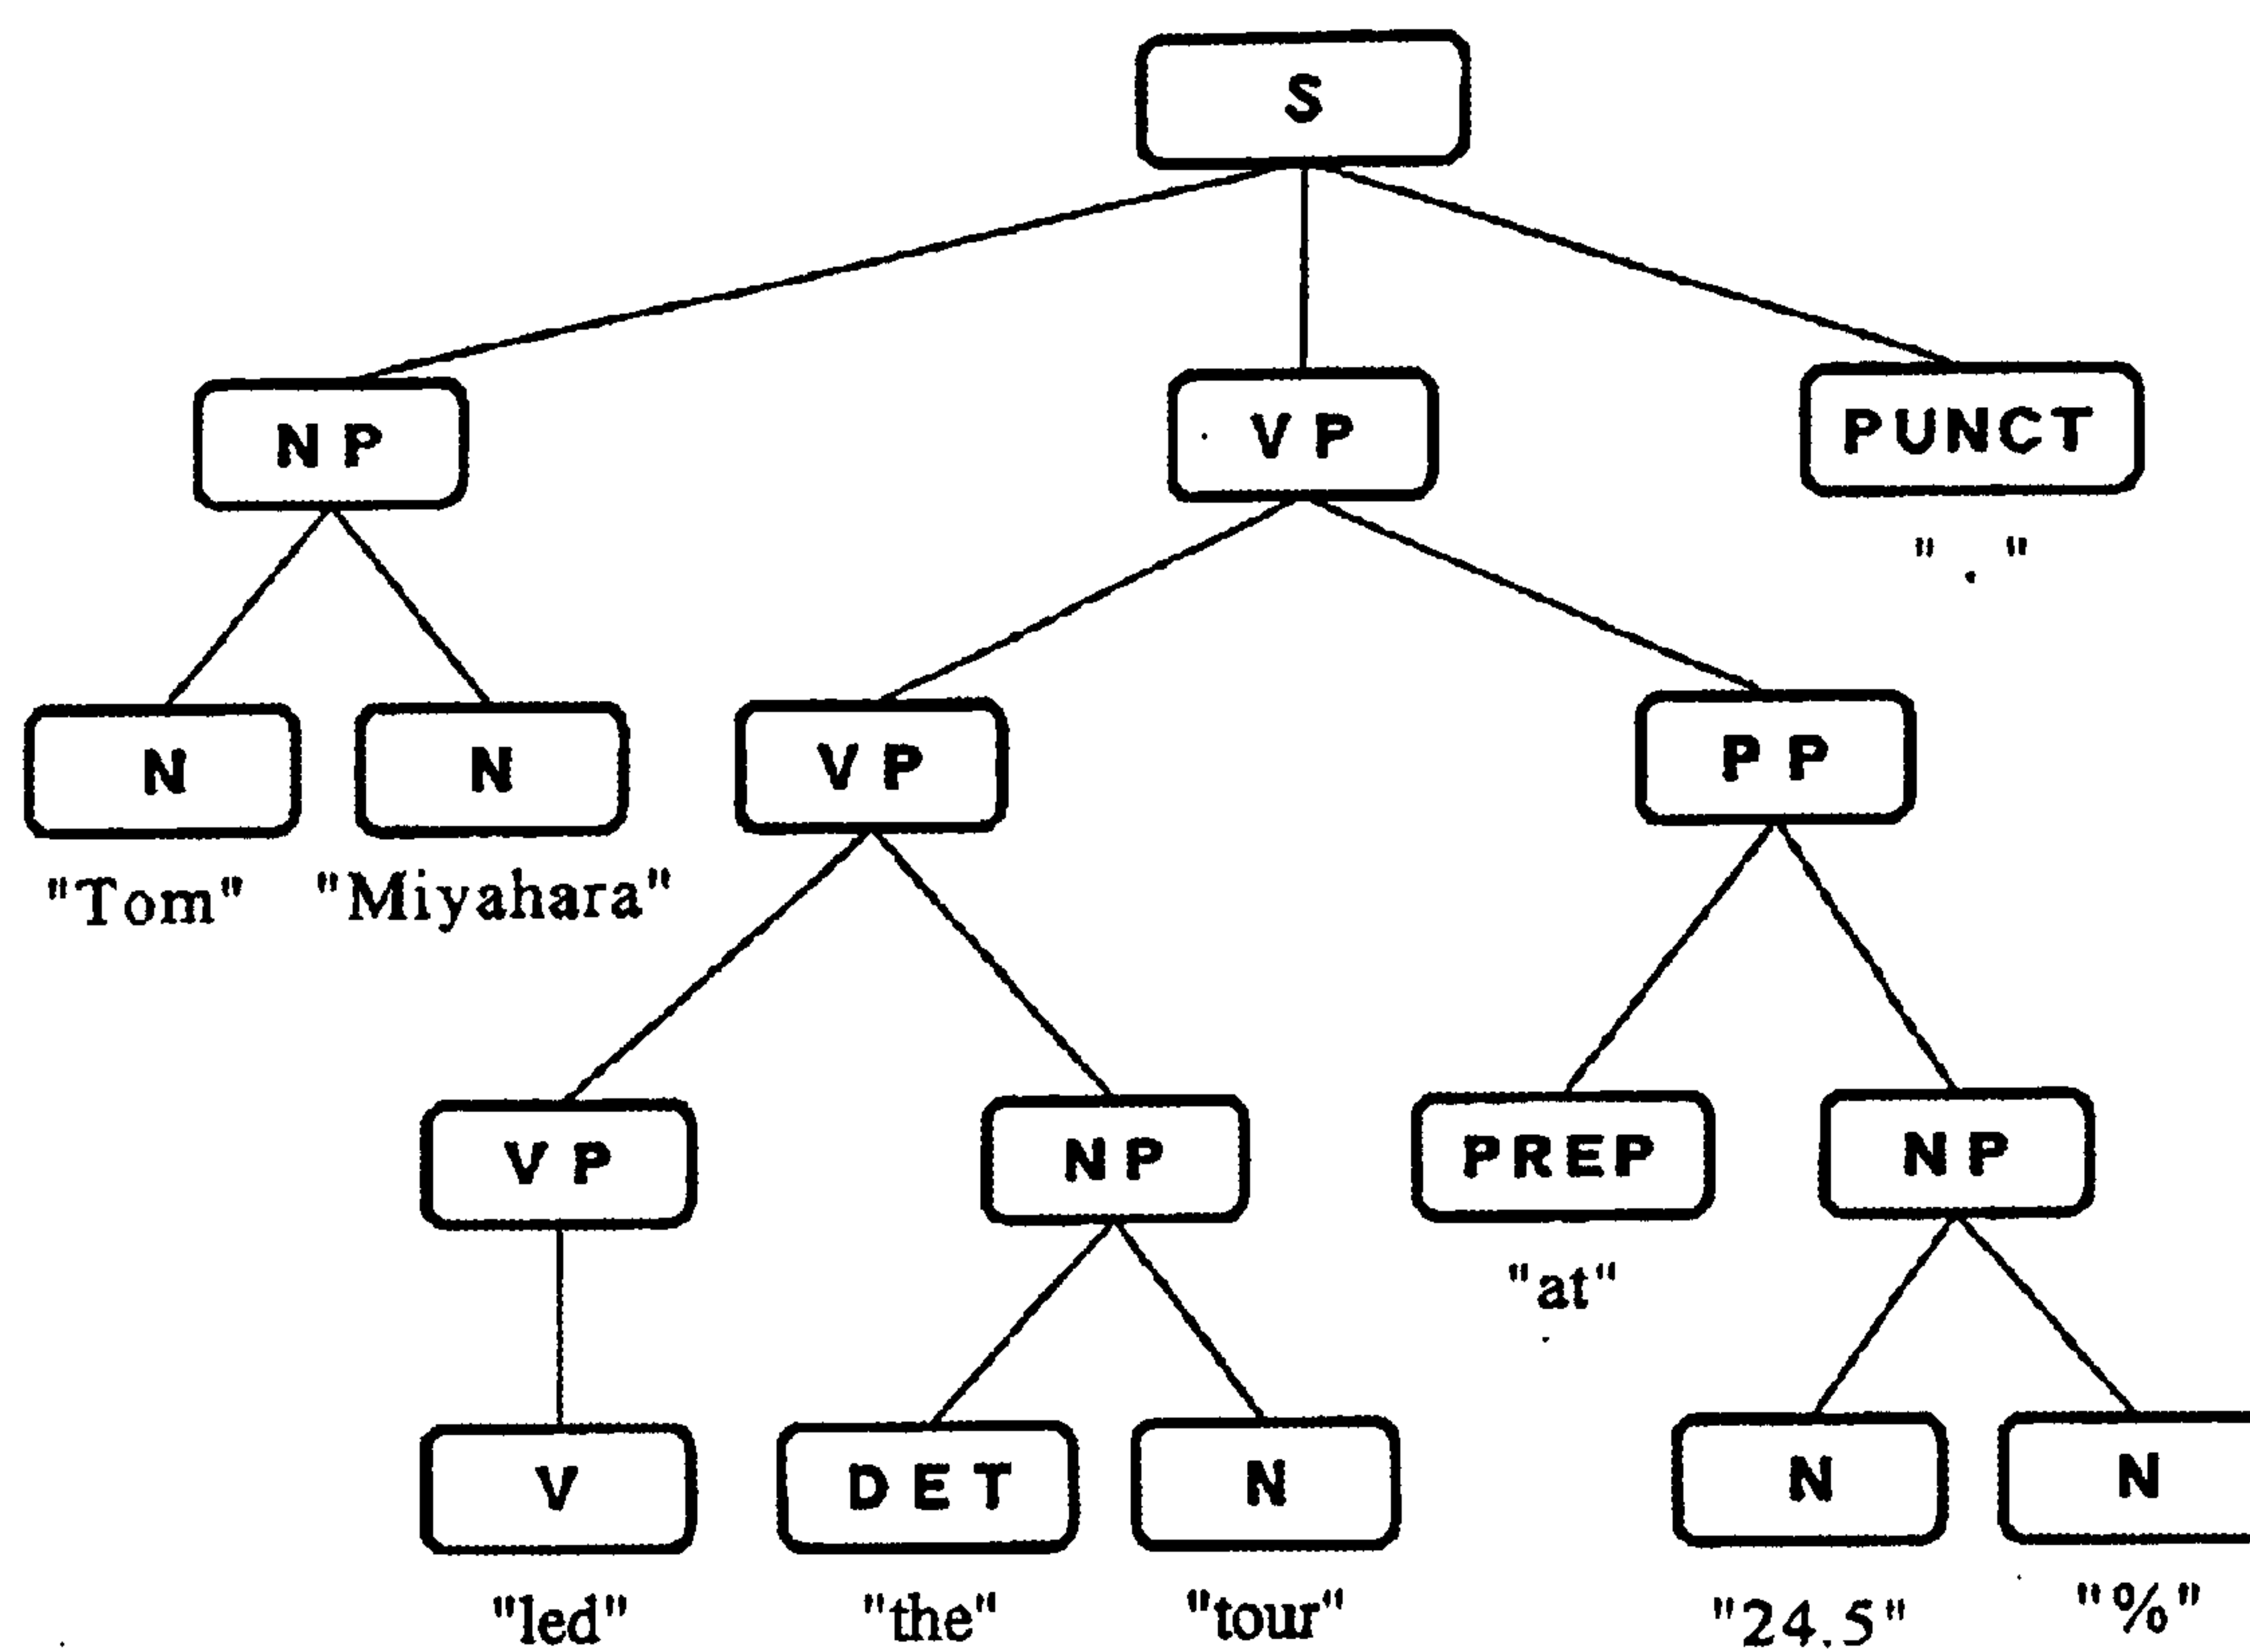 S
NP VP PUNCT
" . "
N N VP PP
"Tom" "Miyahara"
VP NP PREP NP
"at"
V DET N N N
"led" "the" "tour" "24.5" "%"